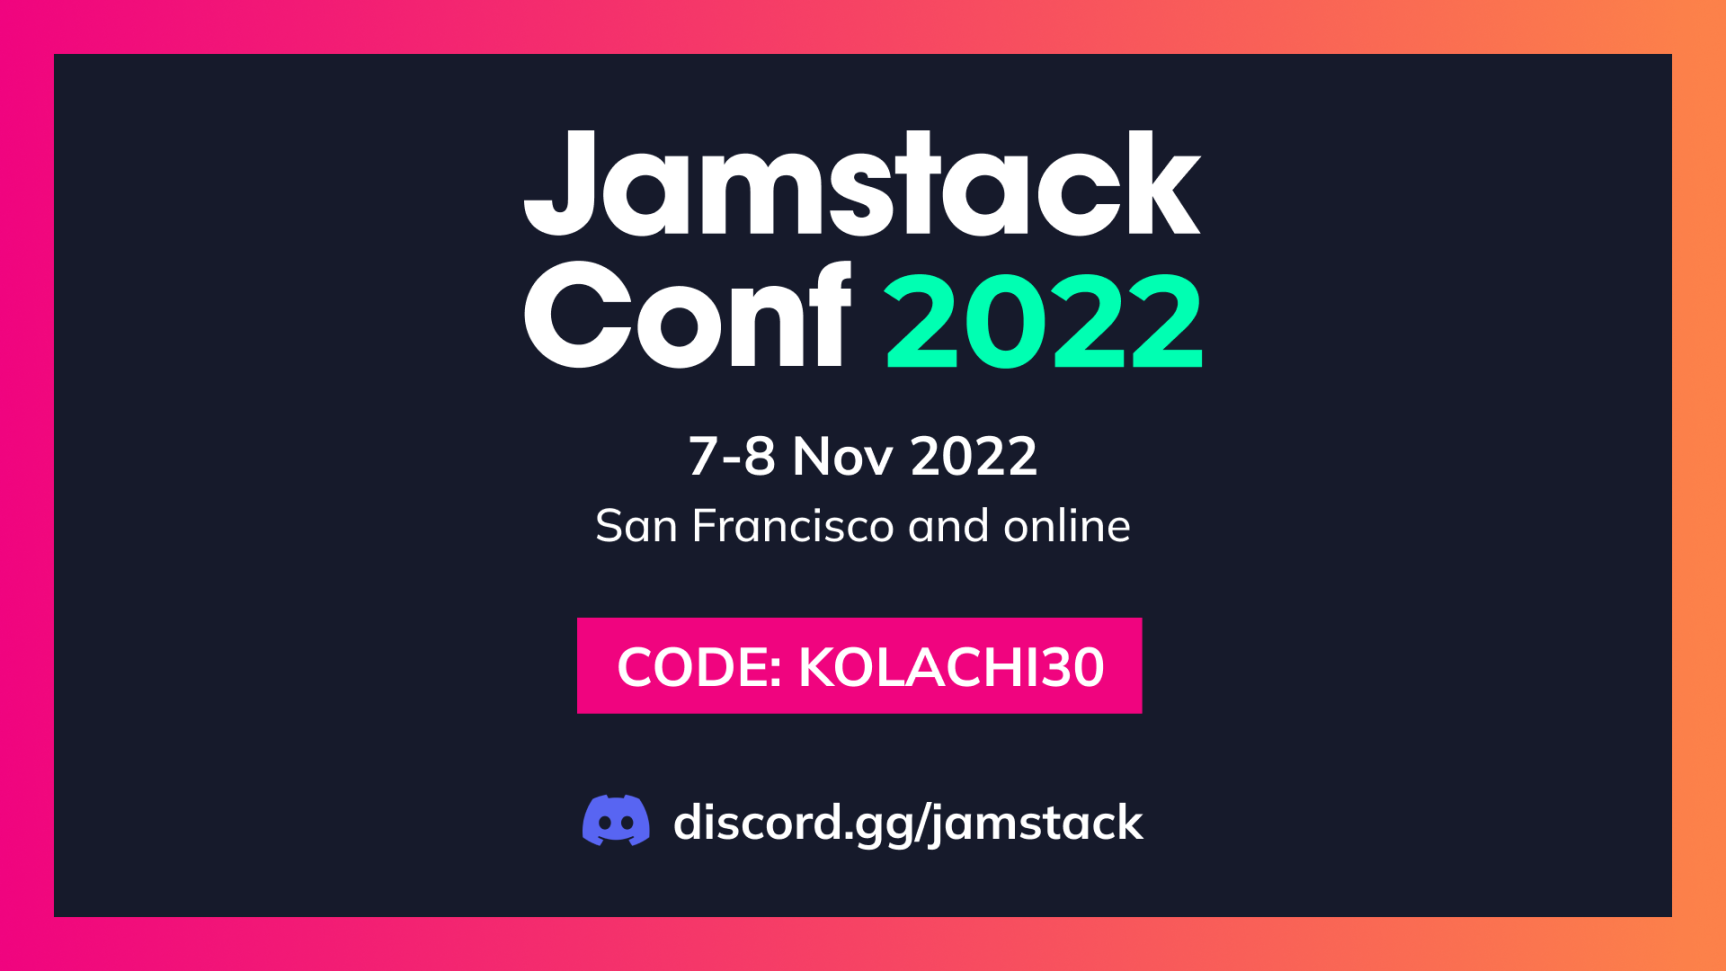 Jamstack
Conf 2022
7-8 Nov 2022
San Francisco and online
CODE: KOLACHI30
discord.gg/jamstack